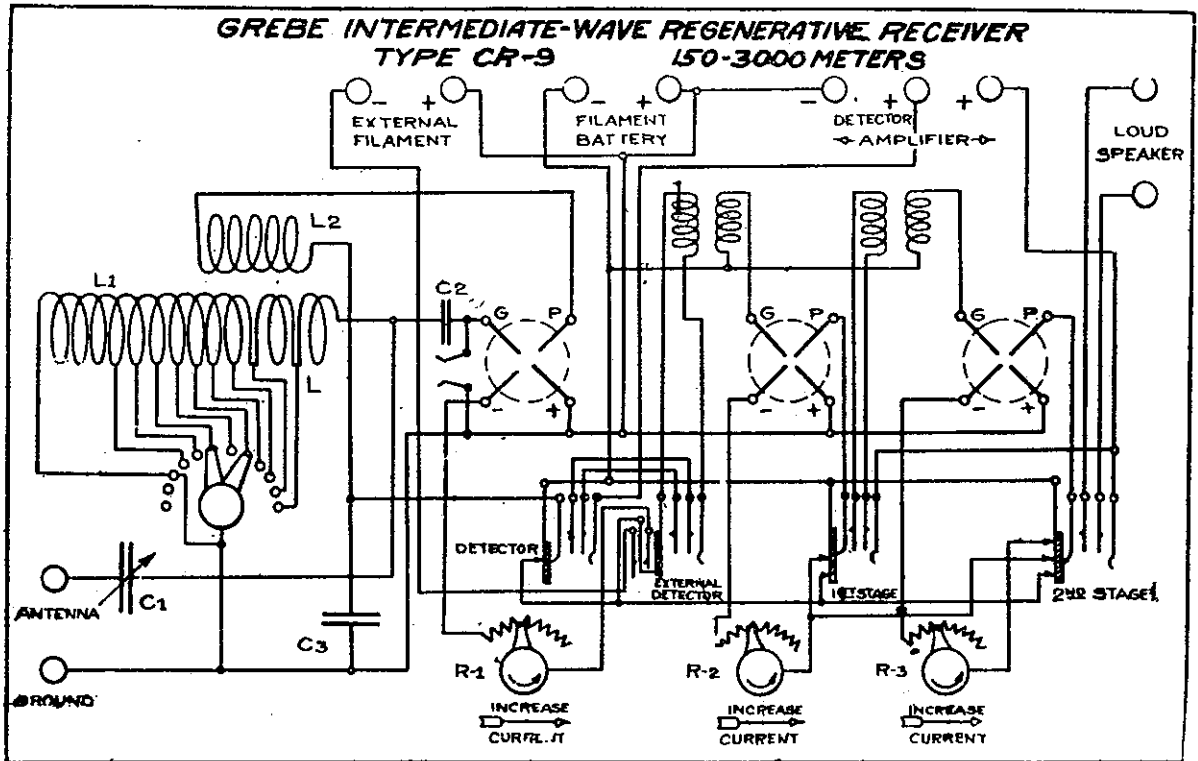 GREBE INTERMEDIATE-WAVE REGENERATIVE RECEIVER
TYPE CR-9 150-3000 METERS
- +
EXTERNAL
FILAMENT
- +
FILAMENT
BATTERY
- + +
DETECTOR
AMPLIFIER
LOUD
SPEAKER
L2
L1
L
C2
G P
- +
G P
- +
G P
- +
DETECTOR
EXTERNAL
DETECTOR
1ST STAGE
2ND STAGE
ANTENNA
C1
C3
GROUND
R-1
R-2
R-3
INCREASE
INCREASE
CURRENT
INCREASE
CURRENT